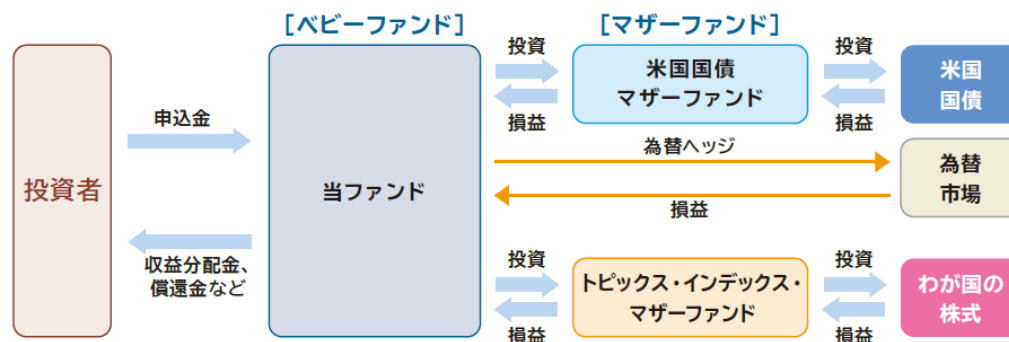 ［ベビーファンド］
［マザーファンド］
投資者
申込金
収益分配金、
償還金など
当ファンド
投資
損益
米国国債
マザーファンド
投資
損益
米国
国債
為替ヘッジ
損益
為替
市場
投資
損益
トピックス・インデックス・
マザーファンド
投資
損益
わが国の
株式